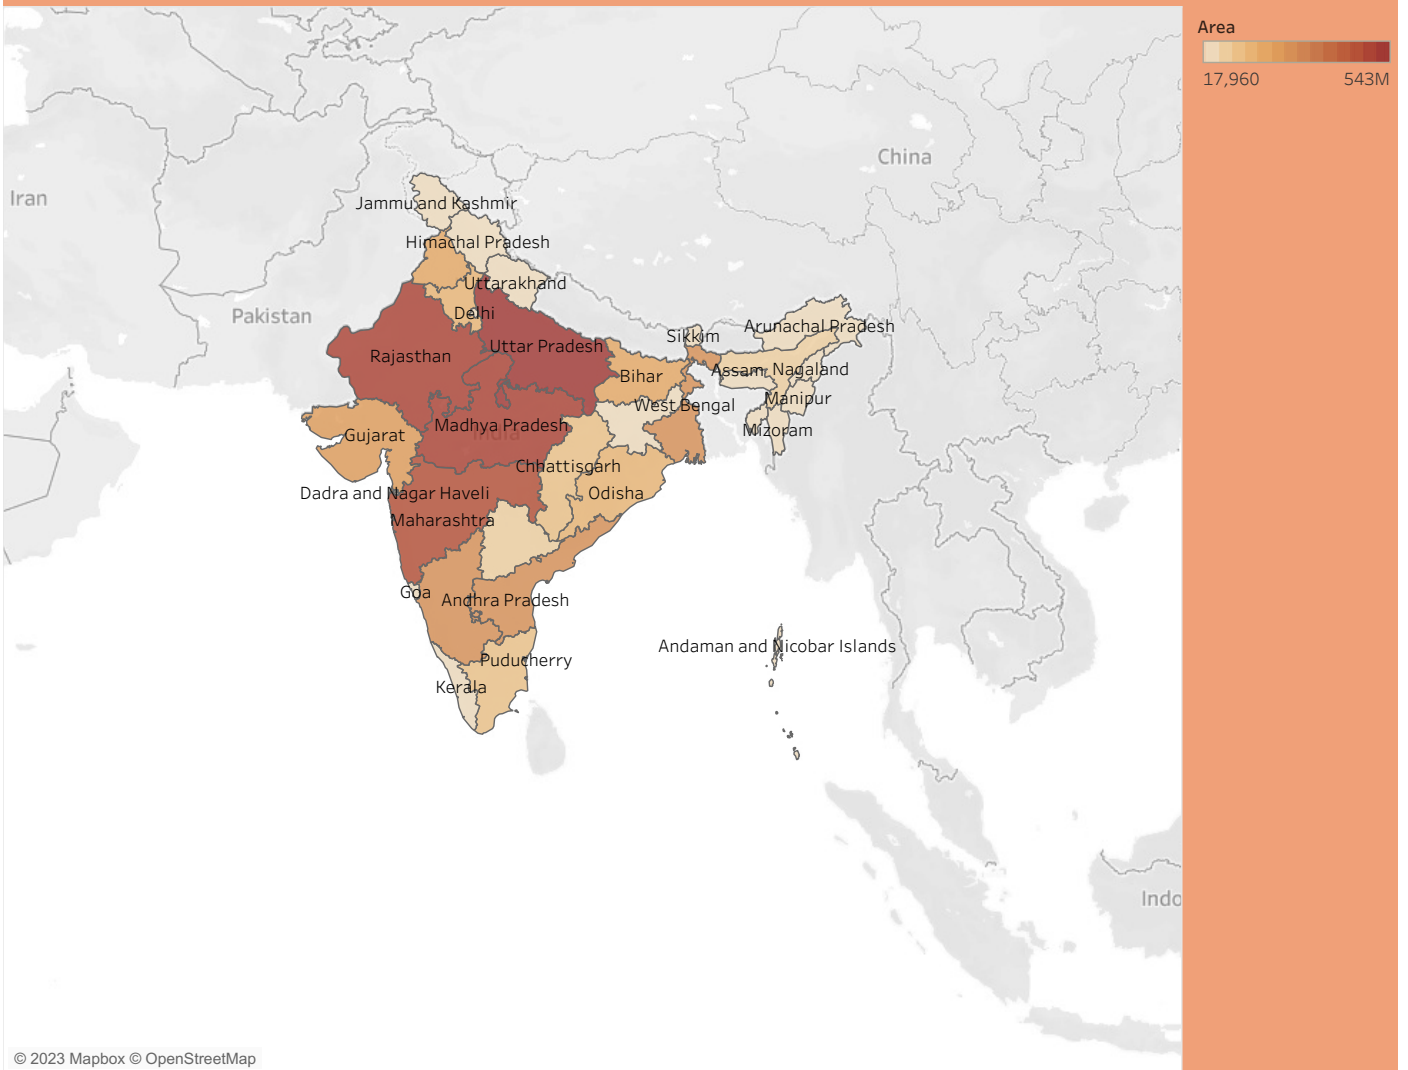 Area
17,960 543M
China
Iran
Jammu and Kashmir
Himachal Pradesh
Uttarakhand
Pakistan
Delhi
Sikkim
Arunachal Pradesh
Rajasthan
Uttar Pradesh
Bihar
Assam
Nagaland
Manipur
West Bengal
Mizoram
Gujarat
Madhya Pradesh
India
Chhattisgarh
Dadra and Nagar Haveli
Odisha
Maharashtra
Goa
Andhra Pradesh
Andaman and Nicobar Islands
Puducherry
Kerala
Indo
© 2023 Mapbox © OpenStreetMap